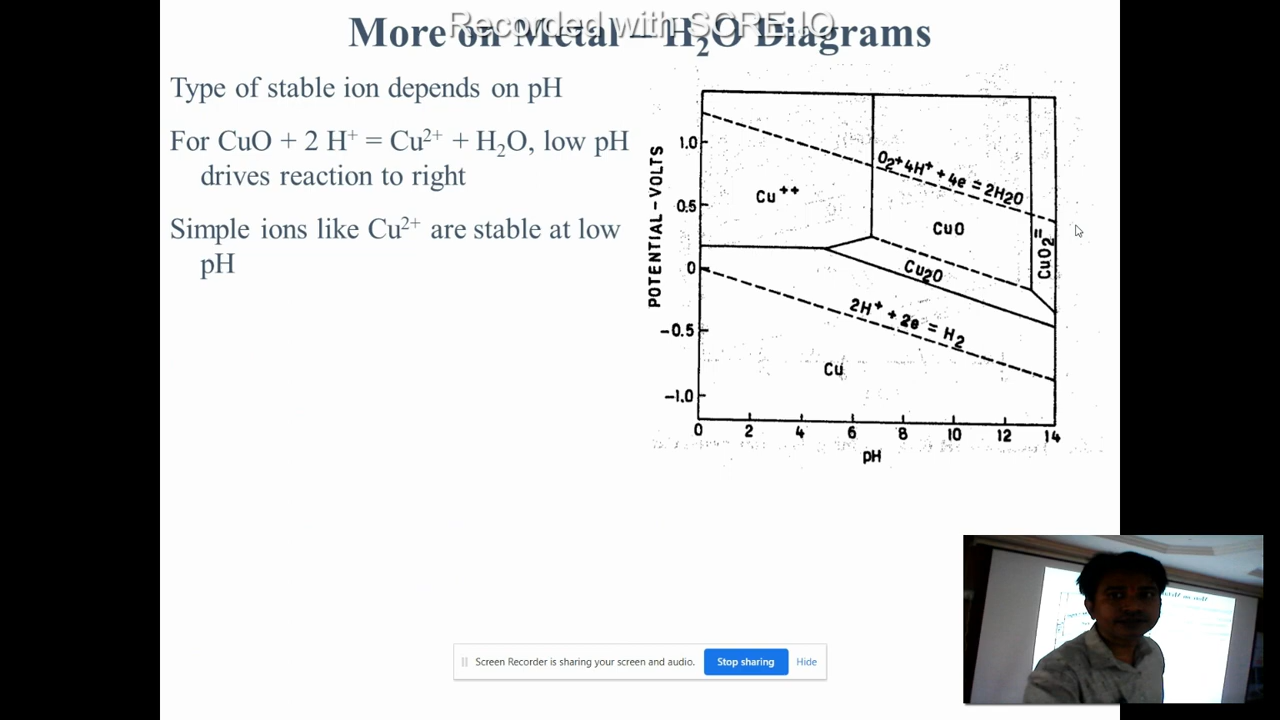 Recorded with SCRE.IO
More on Metal – H₂O Diagrams
Type of stable ion depends on pH
For CuO + 2 H⁺ = Cu²⁺ + H₂O, low pH
drives reaction to right
Simple ions like Cu²⁺ are stable at low
pH
POTENTIAL-VOLTS
1.0
0.5
0
-0.5
-1.0
O₂+4H⁺ +4e = 2H2O
Cu⁺⁺
CuO
CuO₂⁼
Cu₂O
2H⁺ + 2e = H₂
Cu
0 2 4 6 8 10 12 14
pH
Screen Recorder is sharing your screen and audio. Stop sharing Hide